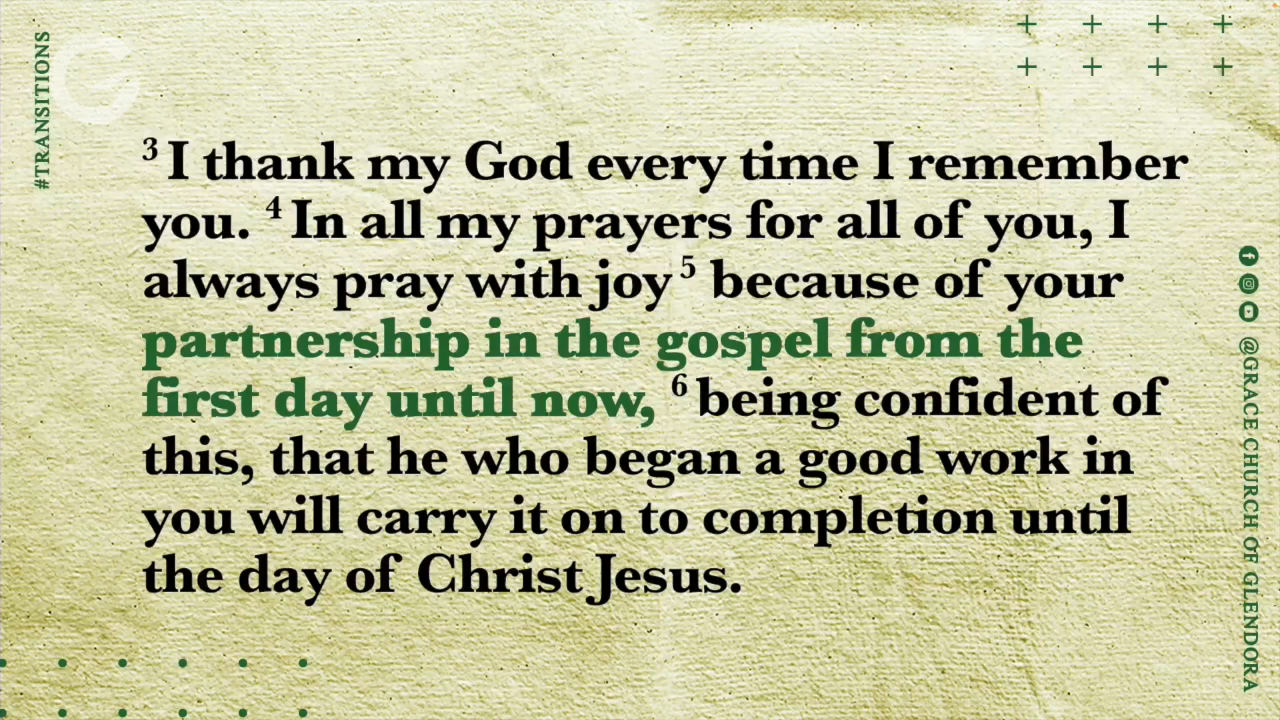 #TRANSITIONS
³ I thank my God every time I remember
you. ⁴ In all my prayers for all of you, I
always pray with joy ⁵ because of your
partnership in the gospel from the
first day until now, ⁶ being confident of
this, that he who began a good work in
you will carry it on to completion until
the day of Christ Jesus.
@GRACE CHURCH OF GLENDORA